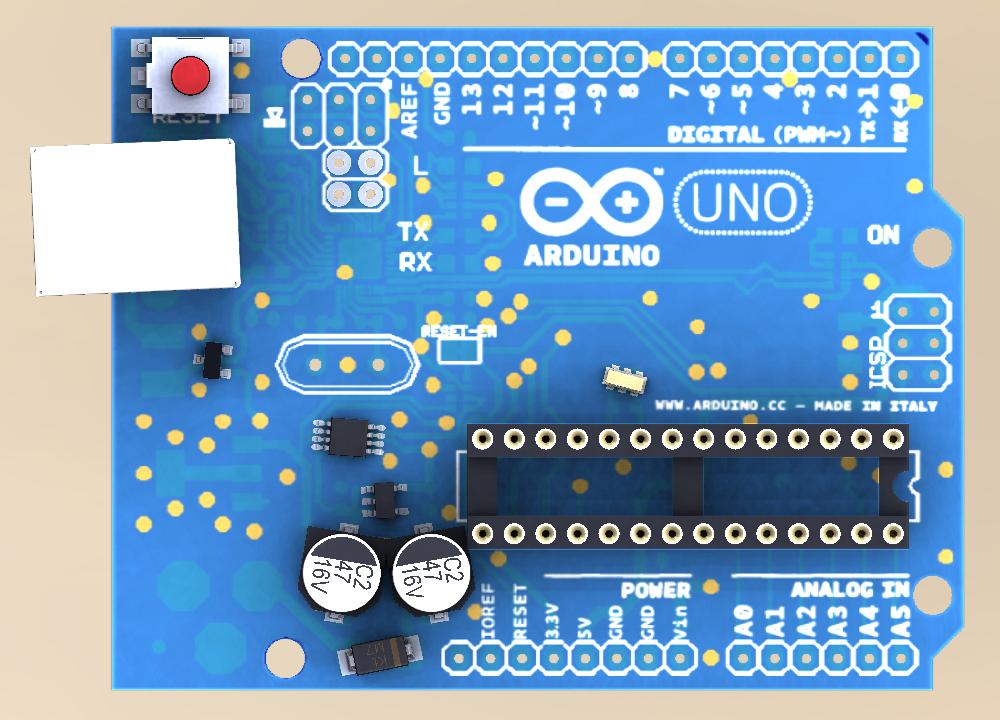 RESET
AREF
GND
13
12
~11
~10
~9
8
7
~6
~5
4
~3
2
TX→1
RX←0
DIGITAL (PWM~)
L
TX
RX
UNO
ARDUINO
ON
RESET-EN
1
ICSP
WWW.ARDUINO.CC – MADE IN ITALY
C2
47
16V
C2
47
16V
POWER
ANALOG IN
IOREF
RESET
3.3V
5V
GND
GND
Vin
A0
A1
A2
A3
A4
A5
M7